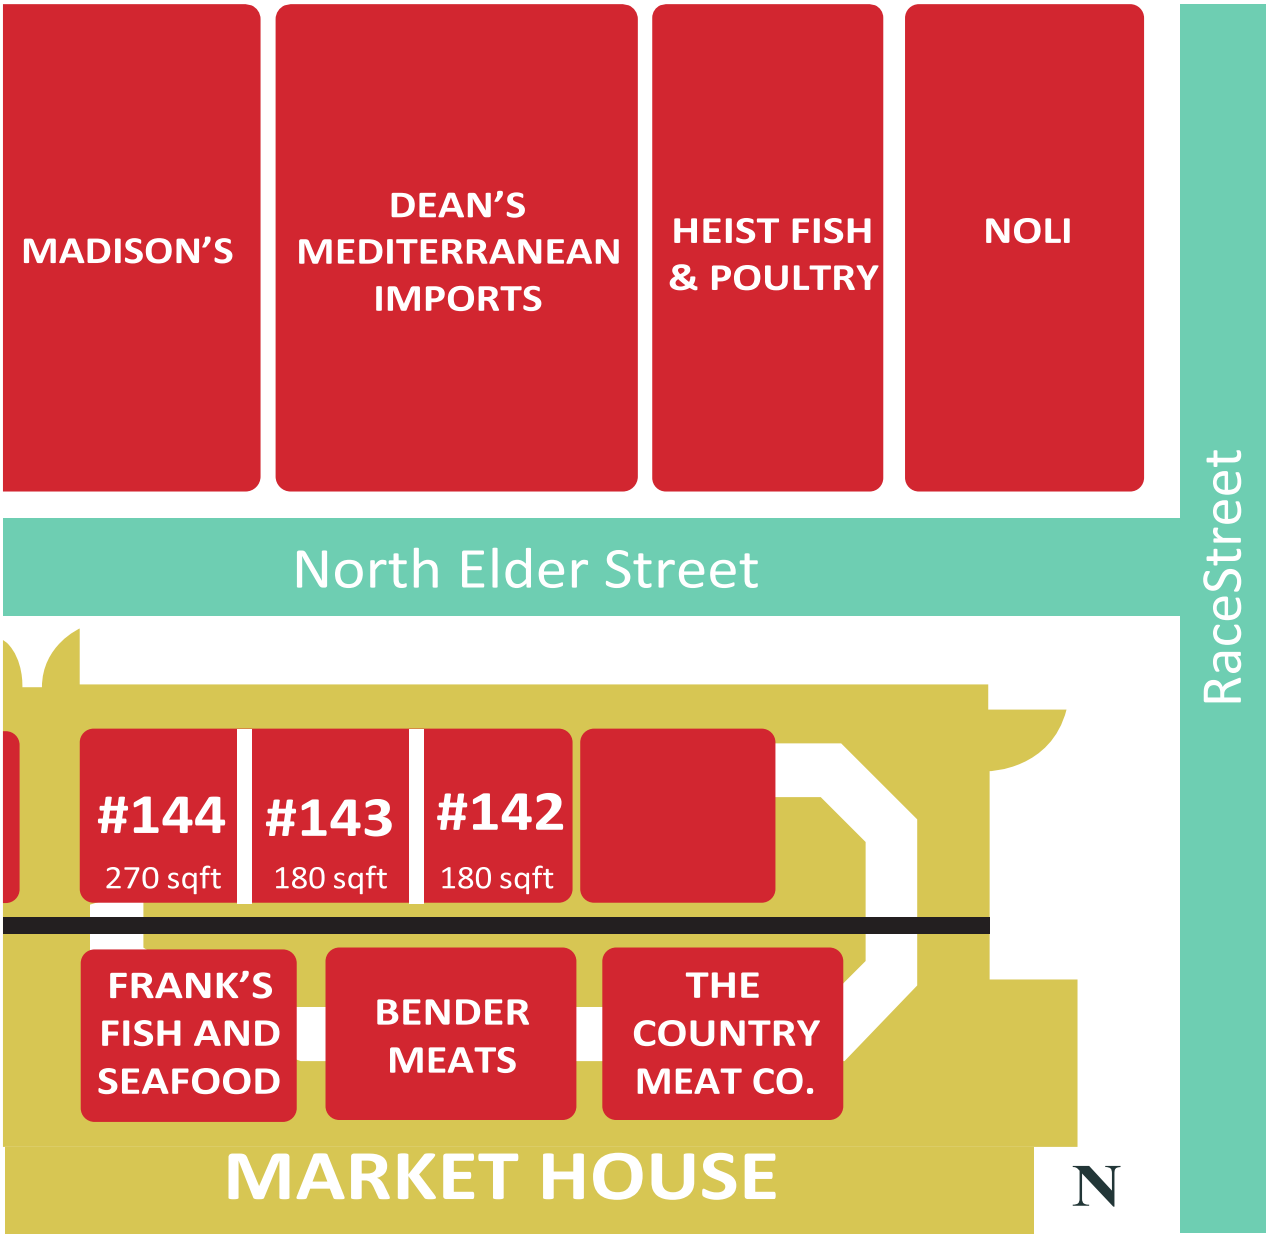 MADISON’S
DEAN’S
MEDITERRANEAN
IMPORTS
HEIST FISH
& POULTRY
NOLI
North Elder Street
RaceStreet
#144
270 sqft
#143
180 sqft
#142
180 sqft
FRANK’S
FISH AND
SEAFOOD
BENDER
MEATS
THE
COUNTRY
MEAT CO.
MARKET HOUSE
N